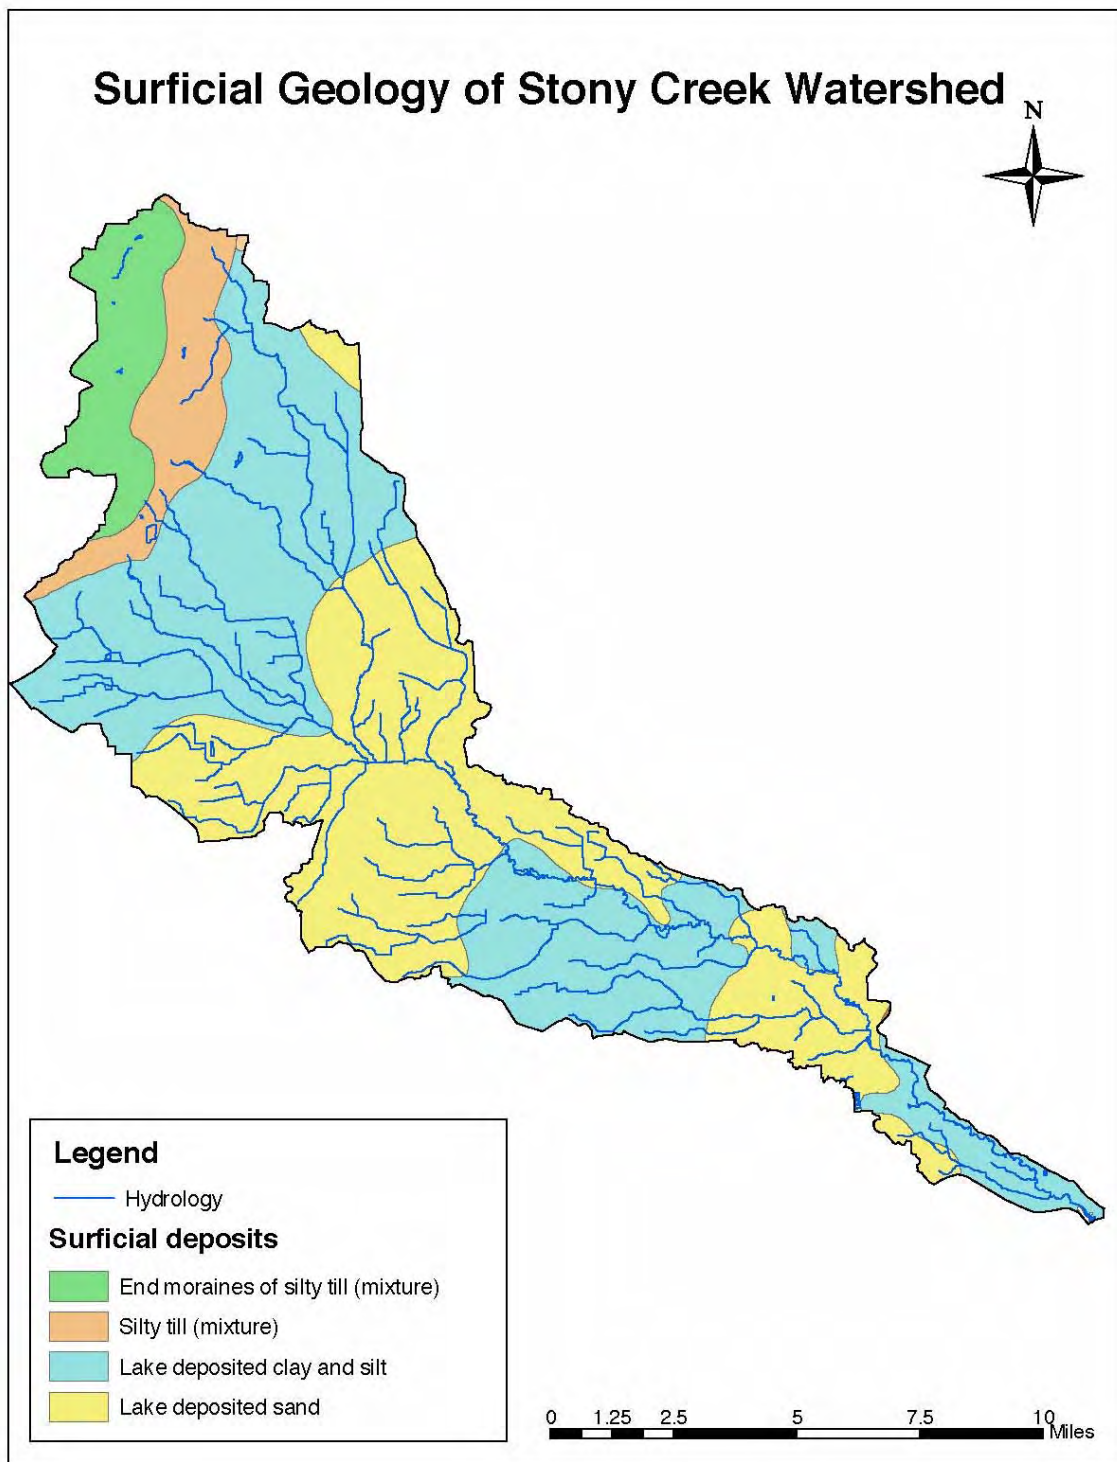 Surficial Geology of Stony Creek Watershed
N
Legend
Hydrology
Surficial deposits
End moraines of silty till (mixture)
Silty till (mixture)
Lake deposited clay and silt
Lake deposited sand
0 1.25 2.5 5 7.5 10
Miles